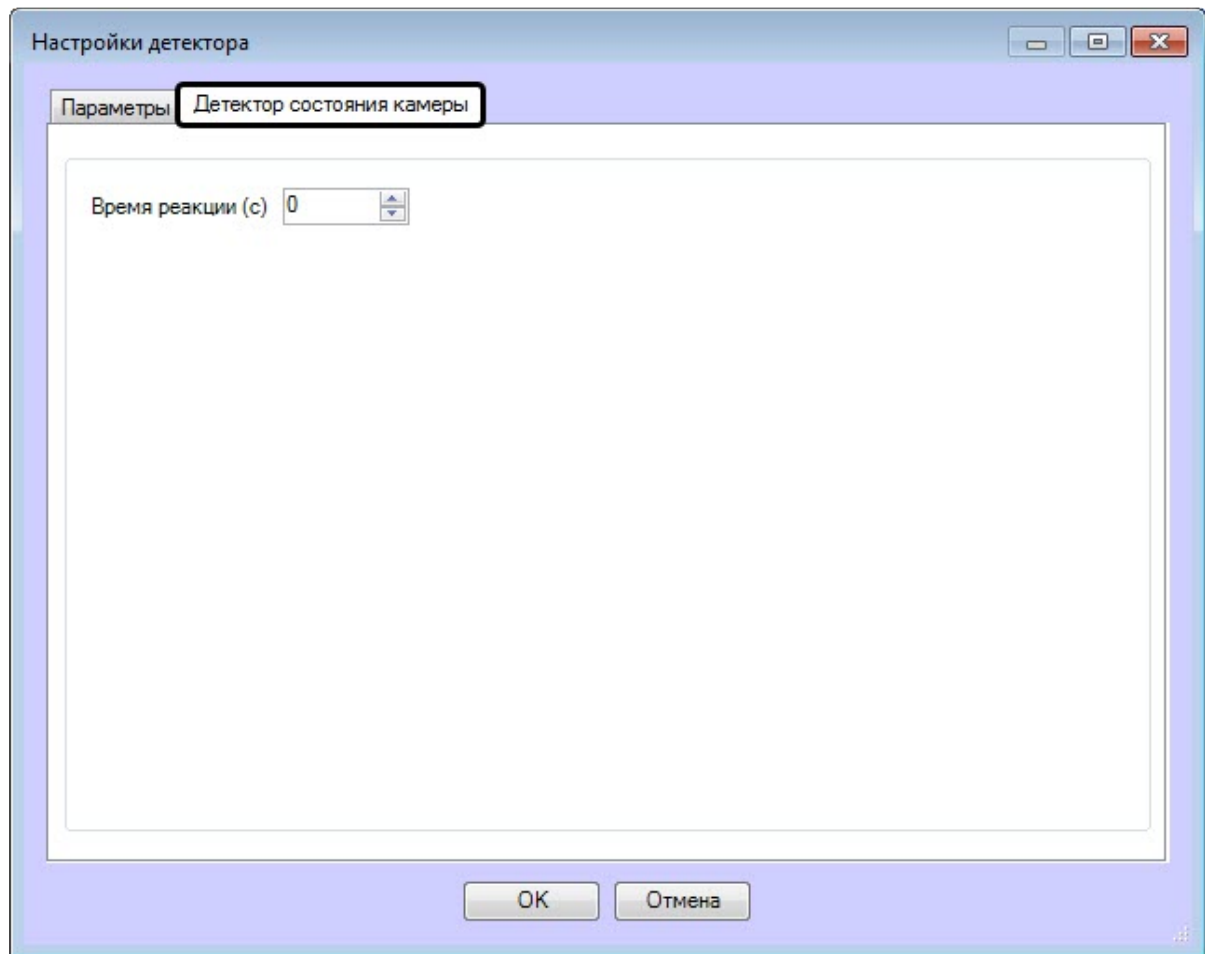 Настройки детектора
Параметры Детектор состояния камеры
Время реакции (с) 0
OK Отмена